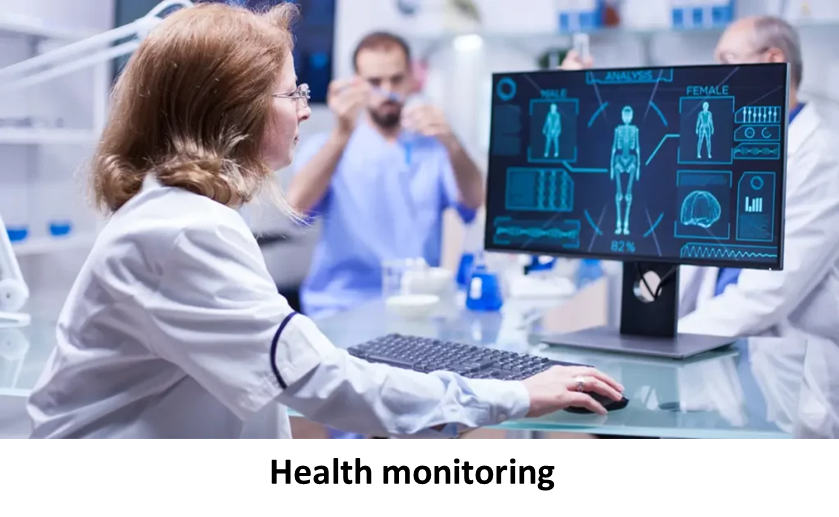 ANALYSIS
MALE
FEMALE
82%
Health monitoring